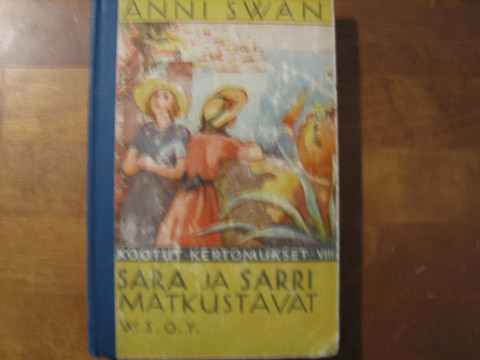 ANNI SWAN
KOOTUT KERTOMUKSET VIII
SARA JA SARRI
MATKUSTAVAT
W. S. O. Y.